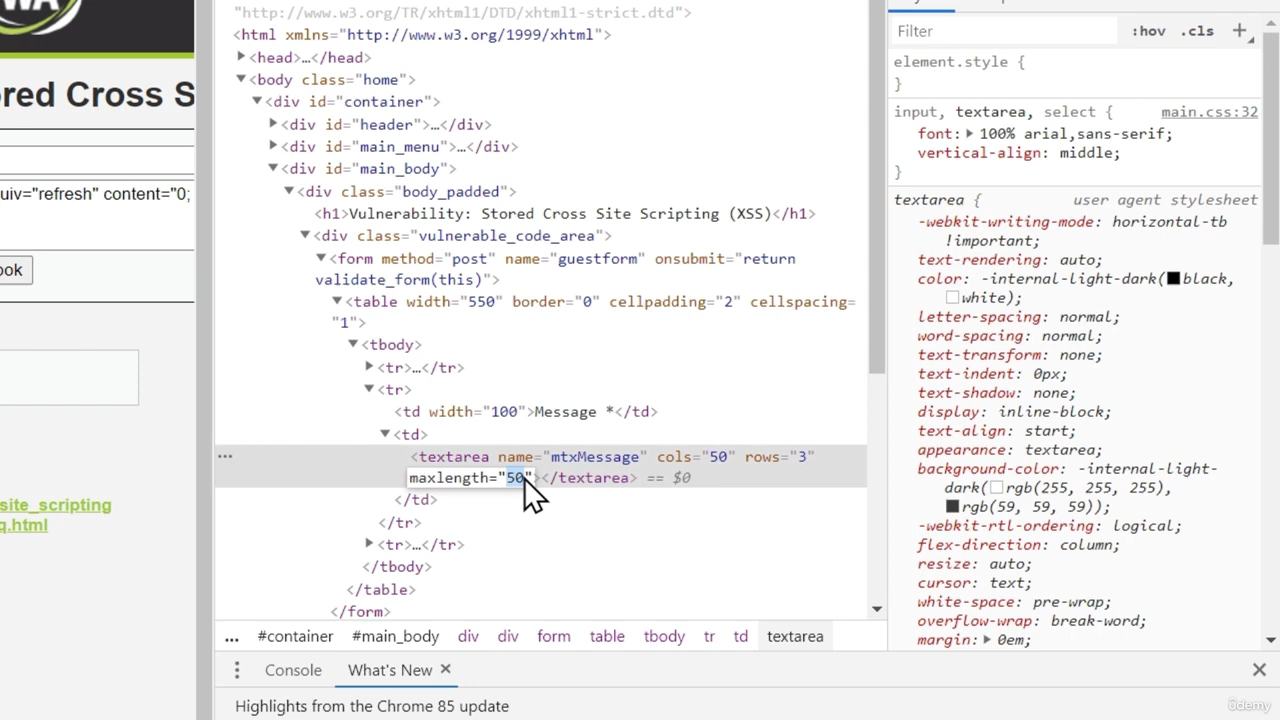 WA
ored Cross S
uiv="refresh" content="0;
ook
site_scripting
q.html
"http://www.w3.org/TR/xhtml1/DTD/xhtml1-strict.dtd">
<html xmlns="http://www.w3.org/1999/xhtml">
<head>…</head>
<body class="home">
<div id="container">
<div id="header">…</div>
<div id="main_menu">…</div>
<div id="main_body">
<div class="body_padded">
<h1>Vulnerability: Stored Cross Site Scripting (XSS)</h1>
<div class="vulnerable_code_area">
<form method="post" name="guestform" onsubmit="return
validate_form(this)">
<table width="550" border="0" cellpadding="2" cellspacing=
"1">
<tbody>
<tr>…</tr>
<tr>
<td width="100">Message *</td>
<td>
<textarea name="mtxMessage" cols="50" rows="3"
maxlength="50"></textarea> == $0
</td>
</tr>
<tr>…</tr>
</tbody>
</table>
</form>
... #container #main_body div div form table tbody tr td textarea
Console What's New
Highlights from the Chrome 85 update
Filter :hov .cls +
element.style {
}
input, textarea, select { main.css:32
font: 100% arial,sans-serif;
vertical-align: middle;
}
textarea { user agent stylesheet
-webkit-writing-mode: horizontal-tb
!important;
text-rendering: auto;
color: -internal-light-dark(black,
white);
letter-spacing: normal;
word-spacing: normal;
text-transform: none;
text-indent: 0px;
text-shadow: none;
display: inline-block;
text-align: start;
appearance: textarea;
background-color: -internal-light-
dark(rgb(255, 255, 255),
rgb(59, 59, 59));
-webkit-rtl-ordering: logical;
flex-direction: column;
resize: auto;
cursor: text;
white-space: pre-wrap;
overflow-wrap: break-word;
margin: 0em;
ûdemy